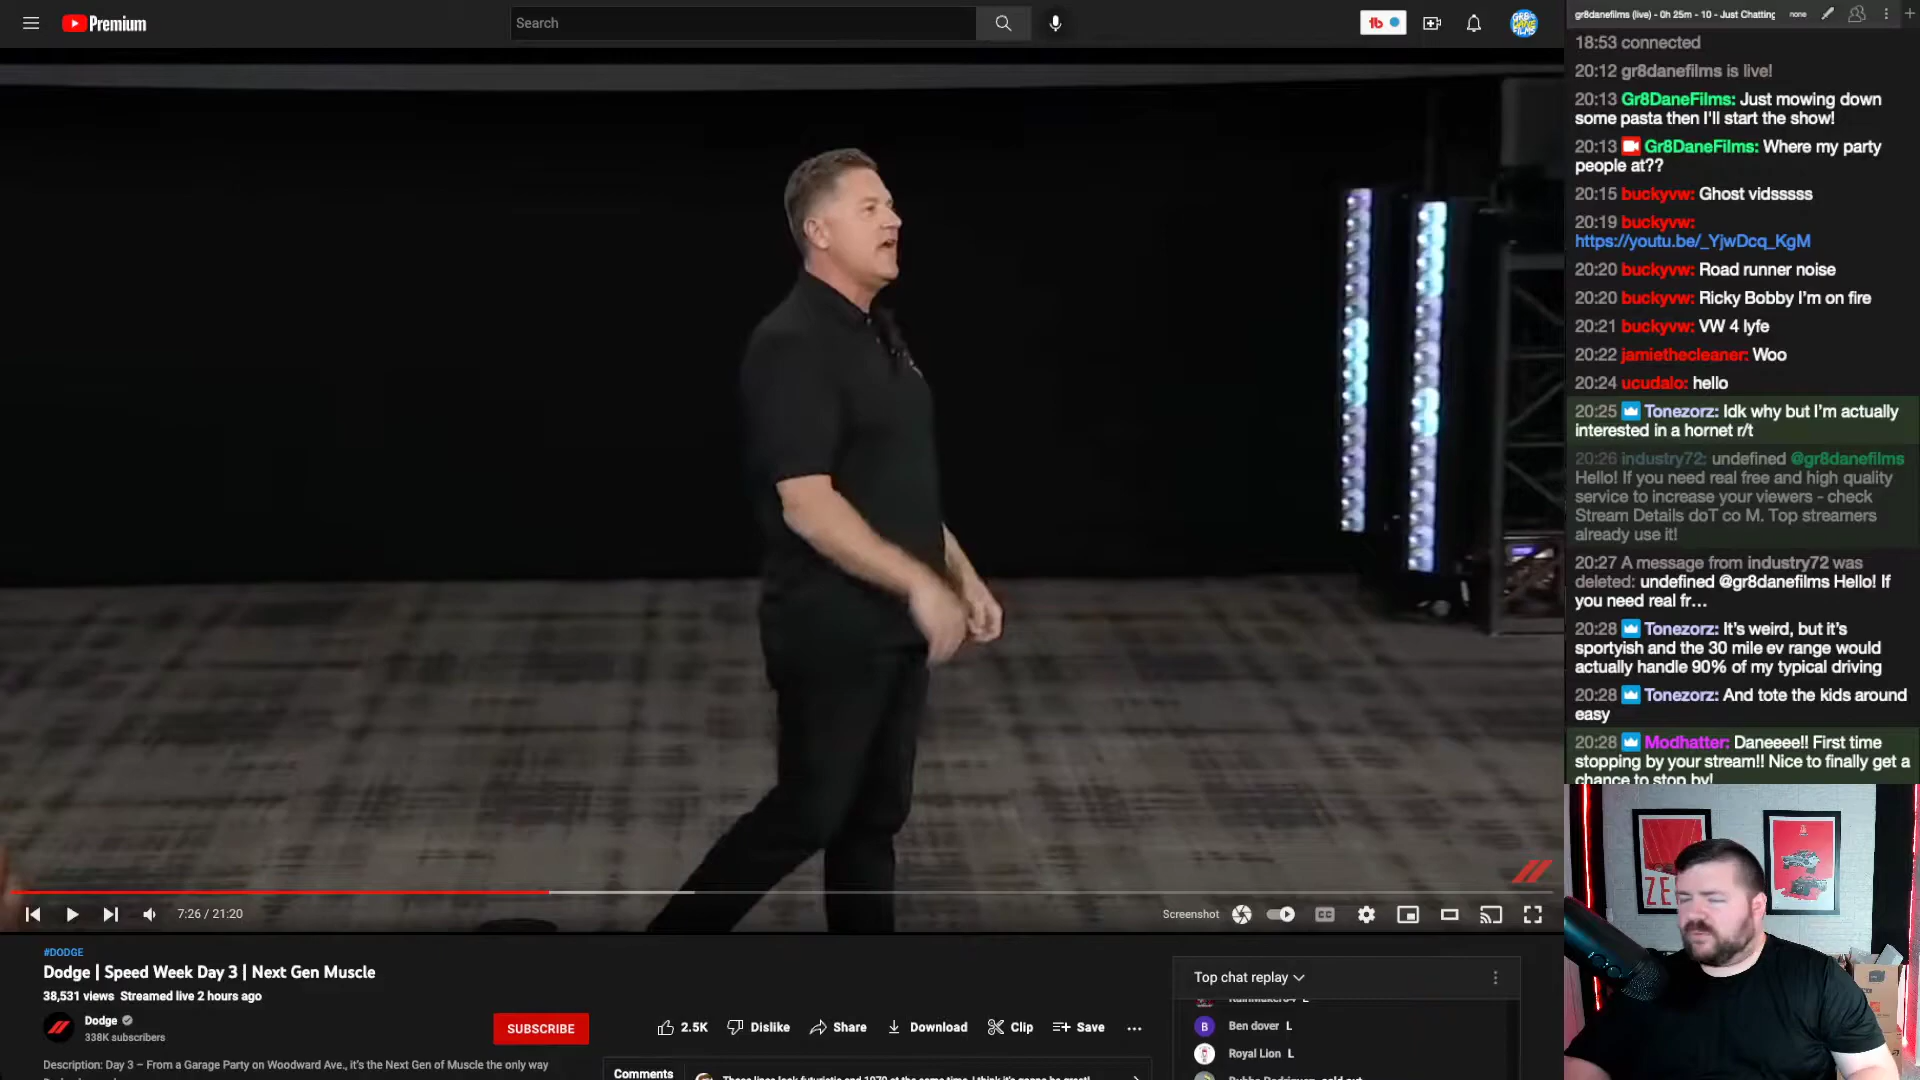 Premium
Search
gr8danefilms (live) - 0h 25m - 10 - Just Chatting
none
18:53 connected
20:12 gr8danefilms is live!
20:13 Gr8DaneFilms: Just mowing down
some pasta then I'll start the show!
20:13 Gr8DaneFilms: Where my party
people at??
20:15 buckyvw: Ghost vidsssss
20:19 buckyvw:
https://youtu.be/_YjwDcq_KgM
20:20 buckyvw: Road runner noise
20:20 buckyvw: Ricky Bobby I'm on fire
20:21 buckyvw: VW 4 lyfe
20:22 jamiethecleaner: Woo
20:24 ucudalo: hello
20:25 Tonezorz: Idk why but I'm actually
interested in a hornet r/t
20:26 industry72: undefined @gr8danefilms
Hello! If you need real free and high quality
service to increase your viewers - check
Stream Details doT co M. Top streamers
already use it!
20:27 A message from industry72 was
deleted: undefined @gr8danefilms Hello! If
you need real fr...
20:28 Tonezorz: It's weird, but it's
sportyish and the 30 mile ev range would
actually handle 90% of my typical driving
20:28 Tonezorz: And tote the kids around
easy
20:28 Modhatter: Daneeee!! First time
stopping by your stream!! Nice to finally get a
chance to stop by!
7:26 / 21:20
Screenshot
CC
#DODGE
Dodge | Speed Week Day 3 | Next Gen Muscle
38,531 views Streamed live 2 hours ago
Dodge
338K subscribers
SUBSCRIBE
2.5K
Dislike
Share
Download
Clip
Save
Description: Day 3 – From a Garage Party on Woodward Ave., it's the Next Gen of Muscle the only way
Comments
Top chat replay
B
Ben dover L
Royal Lion L